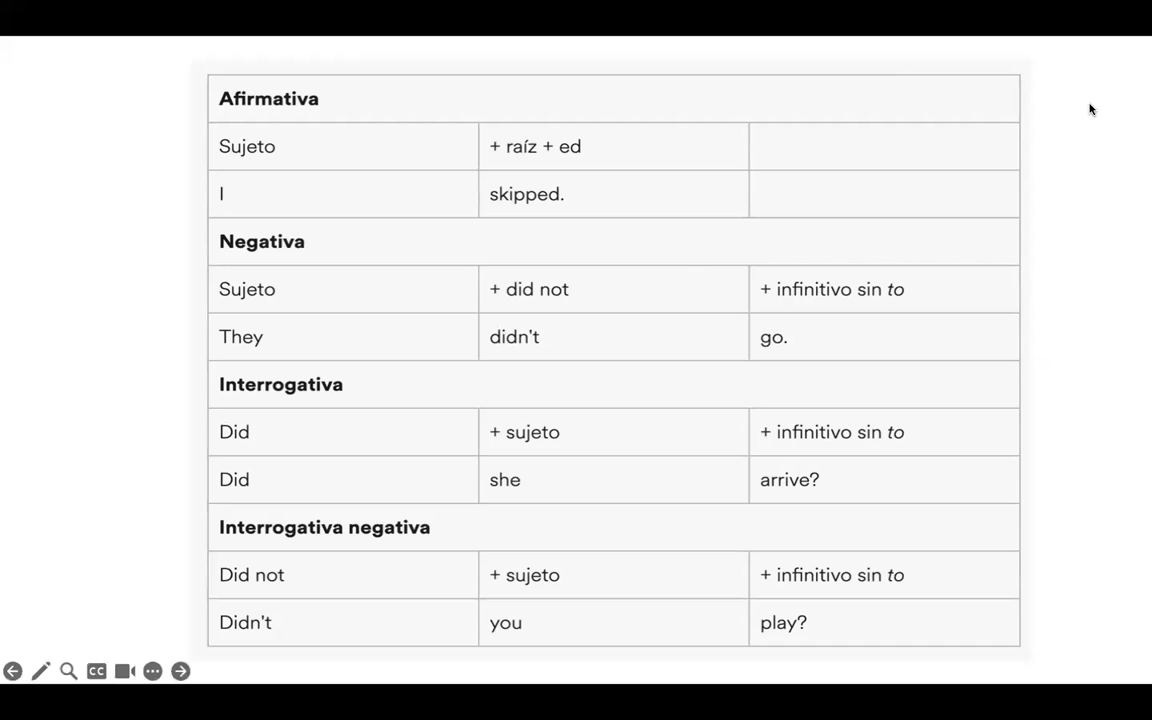 Afirmativa
Sujeto + raíz + ed
I skipped.
Negativa
Sujeto + did not + infinitivo sin to
They didn't go.
Interrogativa
Did + sujeto + infinitivo sin to
Did she arrive?
Interrogativa negativa
Did not + sujeto + infinitivo sin to
Didn't you play?
CC